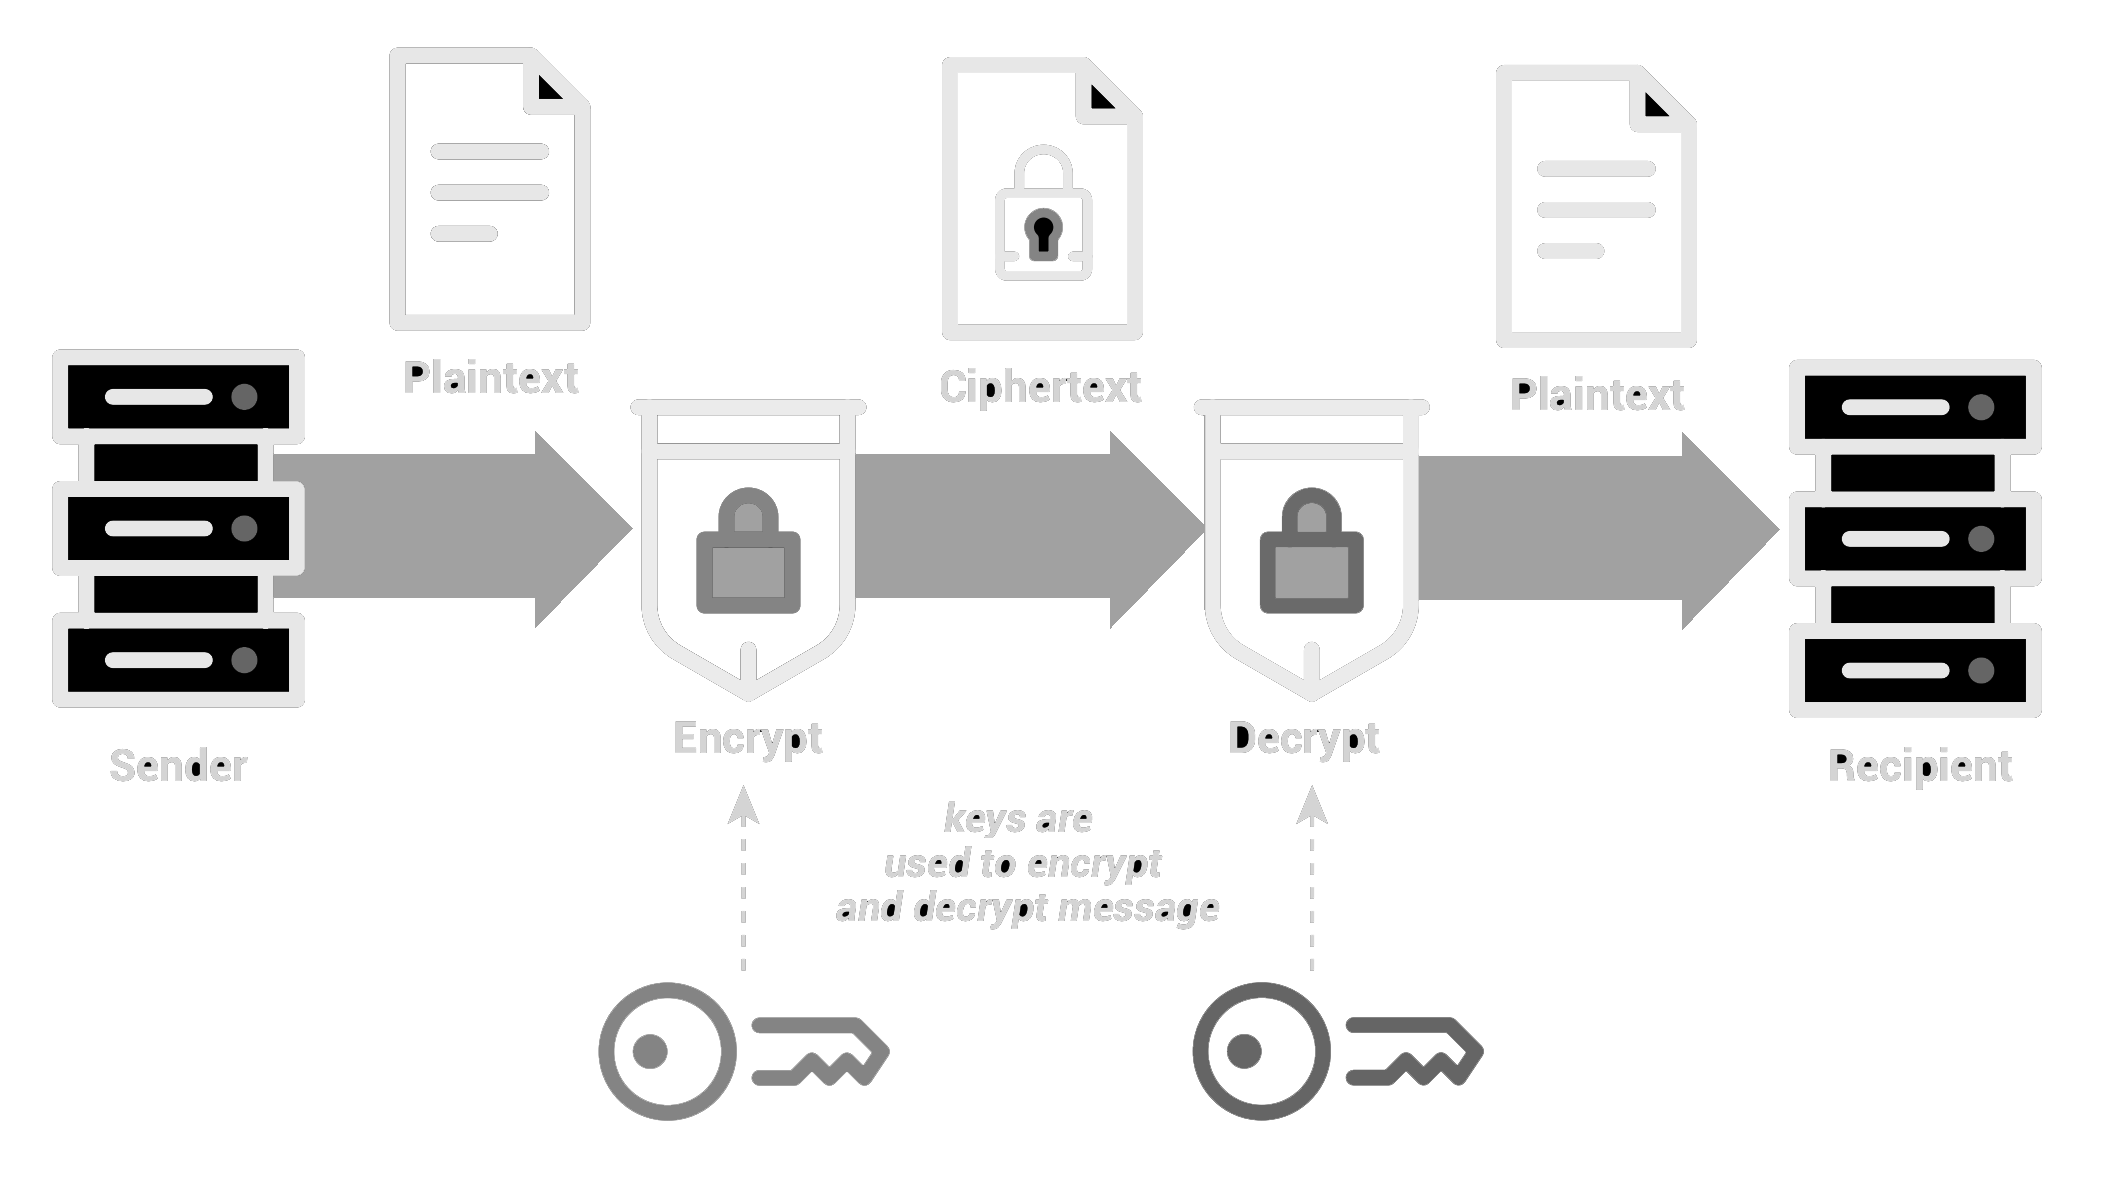 Plaintext
Ciphertext
Plaintext
Sender
Encrypt
Decrypt
Recipient
keys are
used to encrypt
and decrypt message